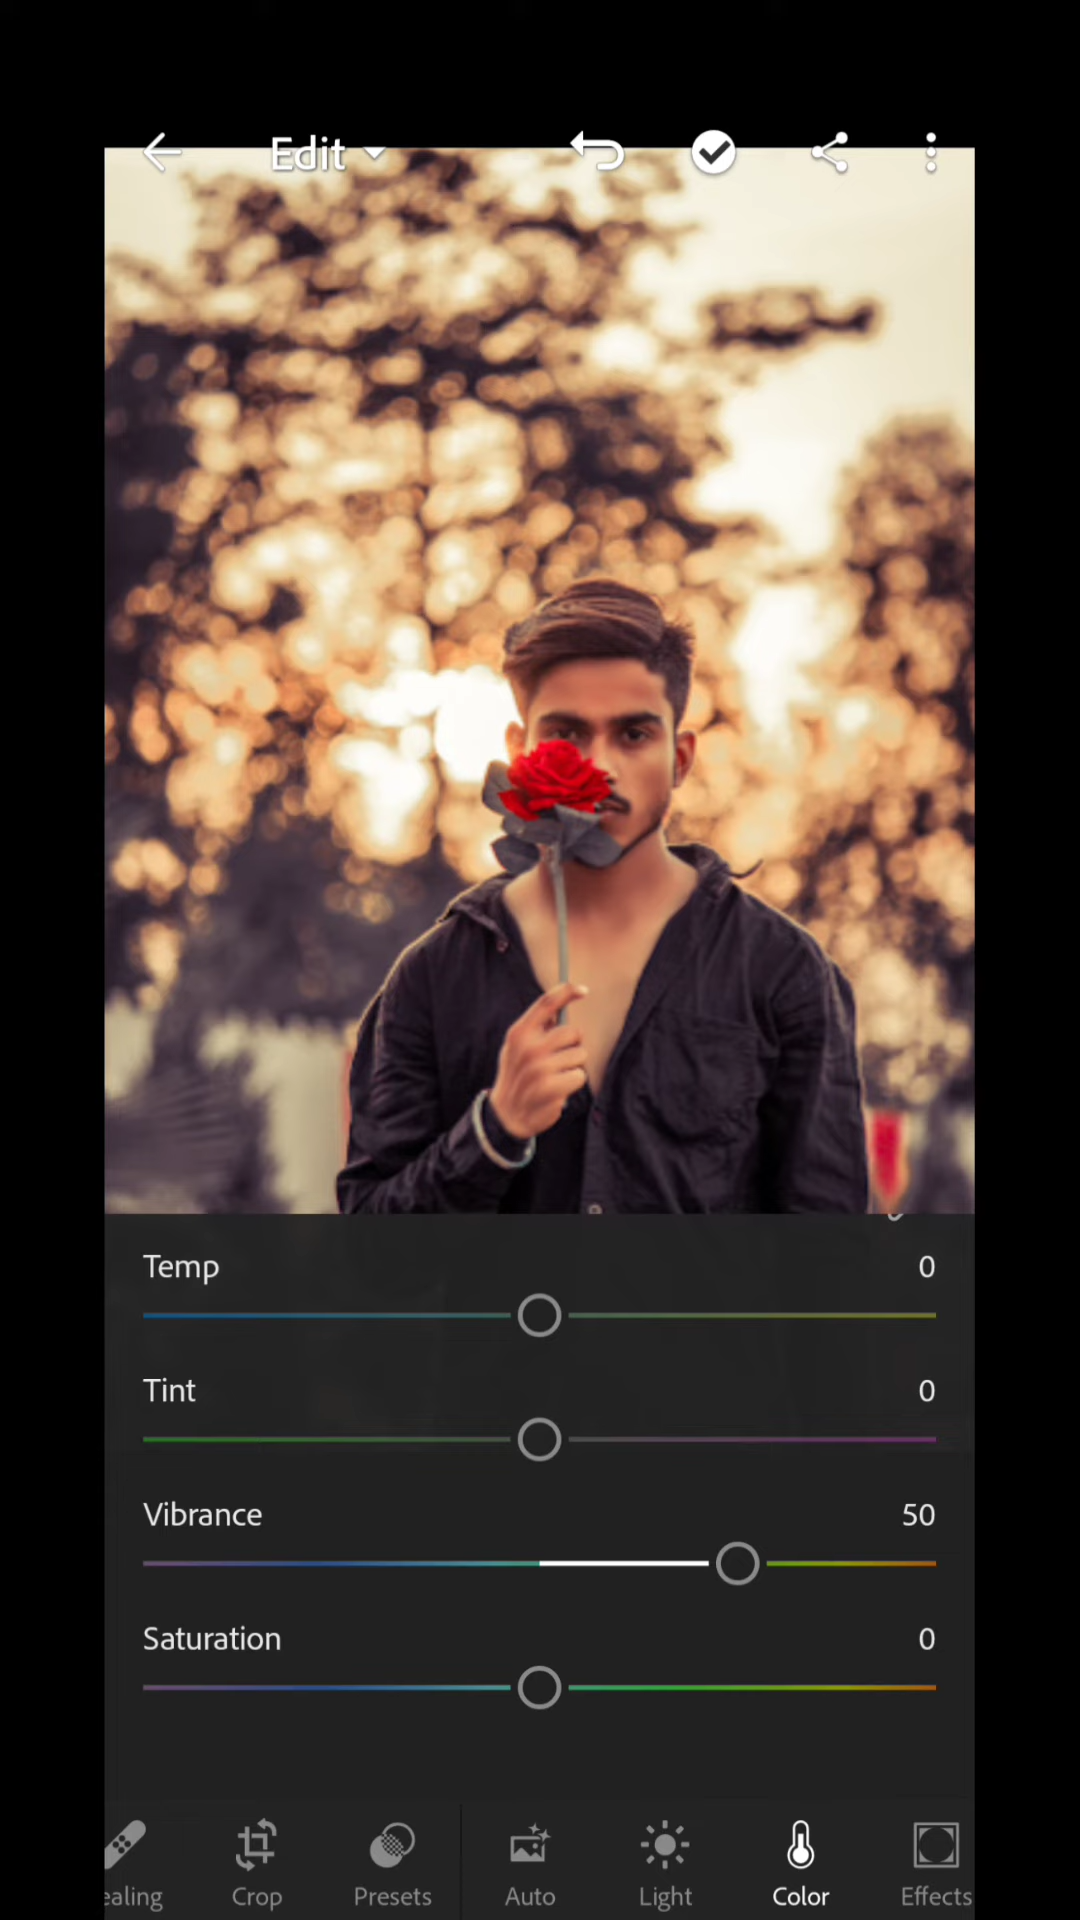 Edit
Temp 0
Tint 0
Vibrance 50
Saturation 0
ealing Crop Presets Auto Light Color Effects